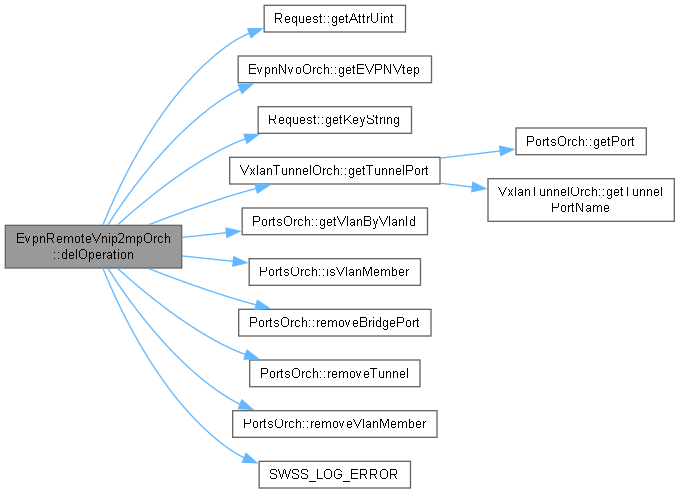 EvpnRemoteVnip2mpOrch
::delOperation
Request::getAttrUint
EvpnNvoOrch::getEVPNVtep
Request::getKeyString
VxlanTunnelOrch::getTunnelPort
PortsOrch::getPort
VxlanTunnelOrch::getTunnel
PortName
PortsOrch::getVlanByVlanId
PortsOrch::isVlanMember
PortsOrch::removeBridgePort
PortsOrch::removeTunnel
PortsOrch::removeVlanMember
SWSS_LOG_ERROR